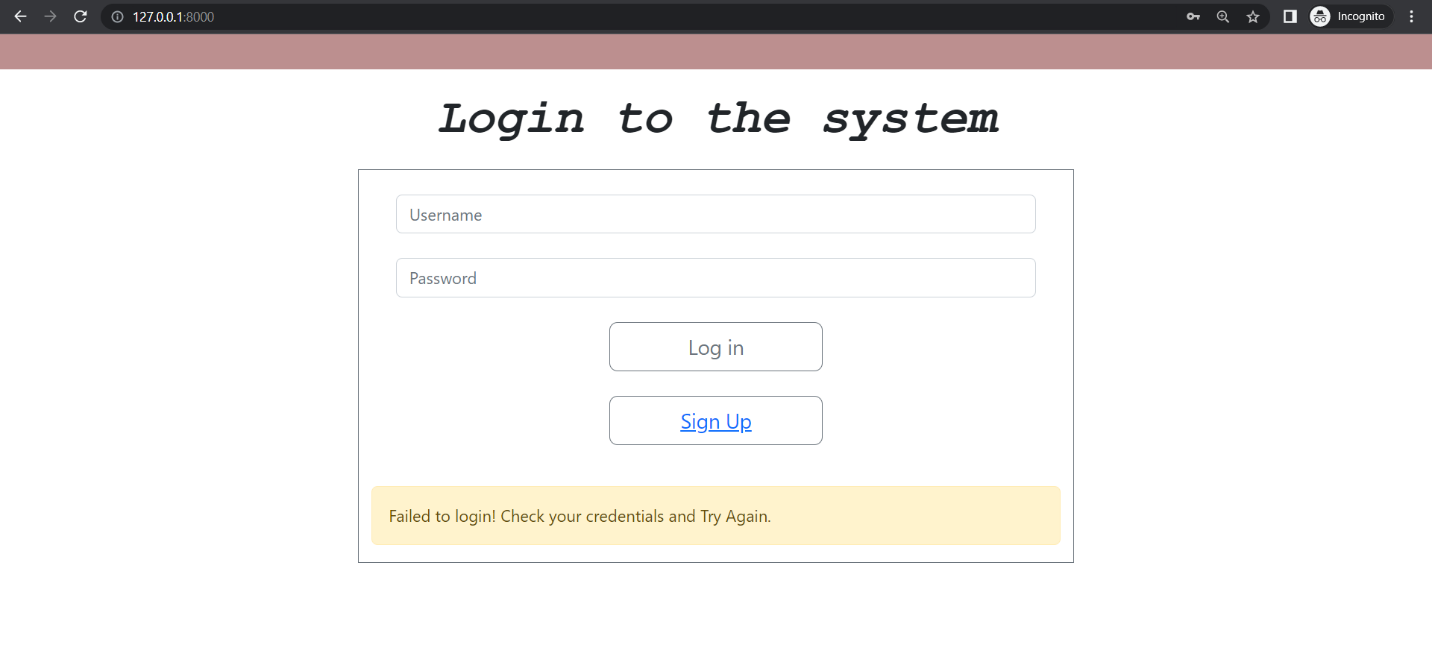 127.0.0.1:8000
Incognito
Login to the system
Username
Password
Log in
Sign Up
Failed to login! Check your credentials and Try Again.